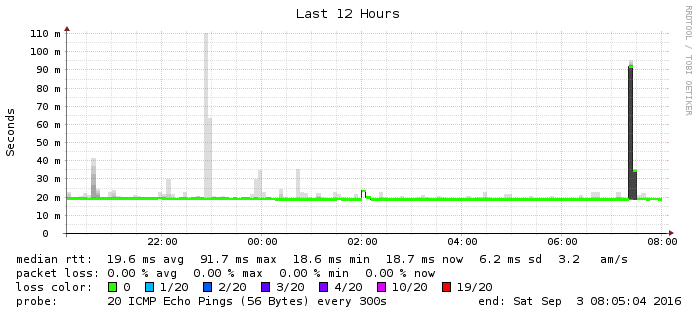 Last 12 Hours
RRDTOOL / TOBI OETIKER
Seconds
110 m
100 m
90 m
80 m
70 m
60 m
50 m
40 m
30 m
20 m
10 m
0
22:00 00:00 02:00 04:00 06:00 08:00
median rtt: 19.6 ms avg 91.7 ms max 18.6 ms min 18.7 ms now 6.2 ms sd 3.2 am/s
packet loss: 0.00 % avg 0.00 % max 0.00 % min 0.00 % now
loss color: 0 1/20 2/20 3/20 4/20 10/20 19/20
probe: 20 ICMP Echo Pings (56 Bytes) every 300s end: Sat Sep 3 08:05:04 2016